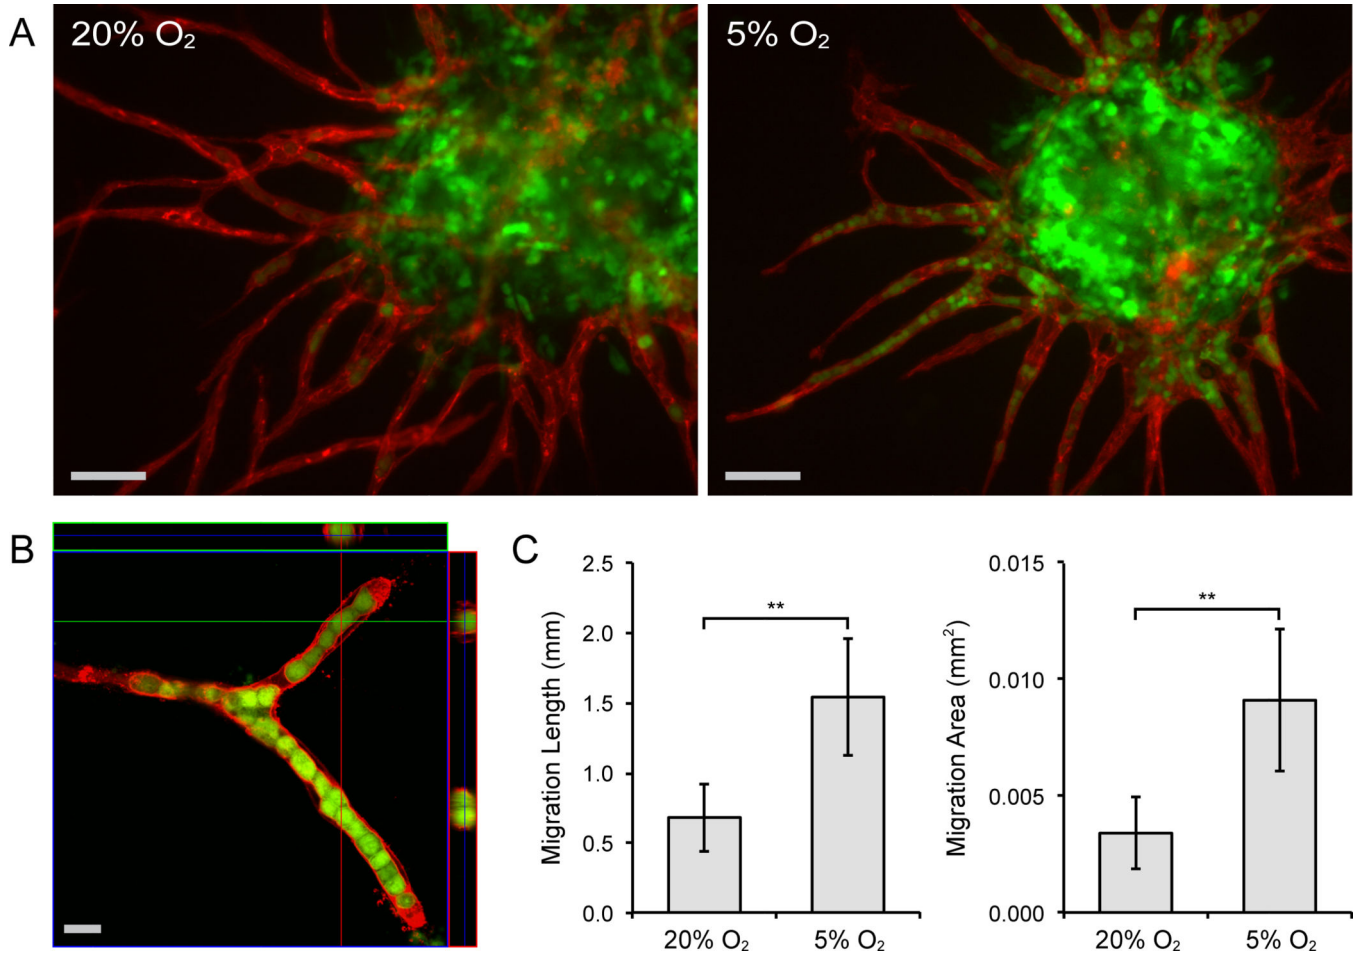 A
20% O₂
5% O₂
B
C
Migration Length (mm)
2.5
2.0
1.5
1.0
0.5
0.0
**
20% O₂
5% O₂
Migration Area (mm²)
0.015
0.010
0.005
0.000
**
20% O₂
5% O₂